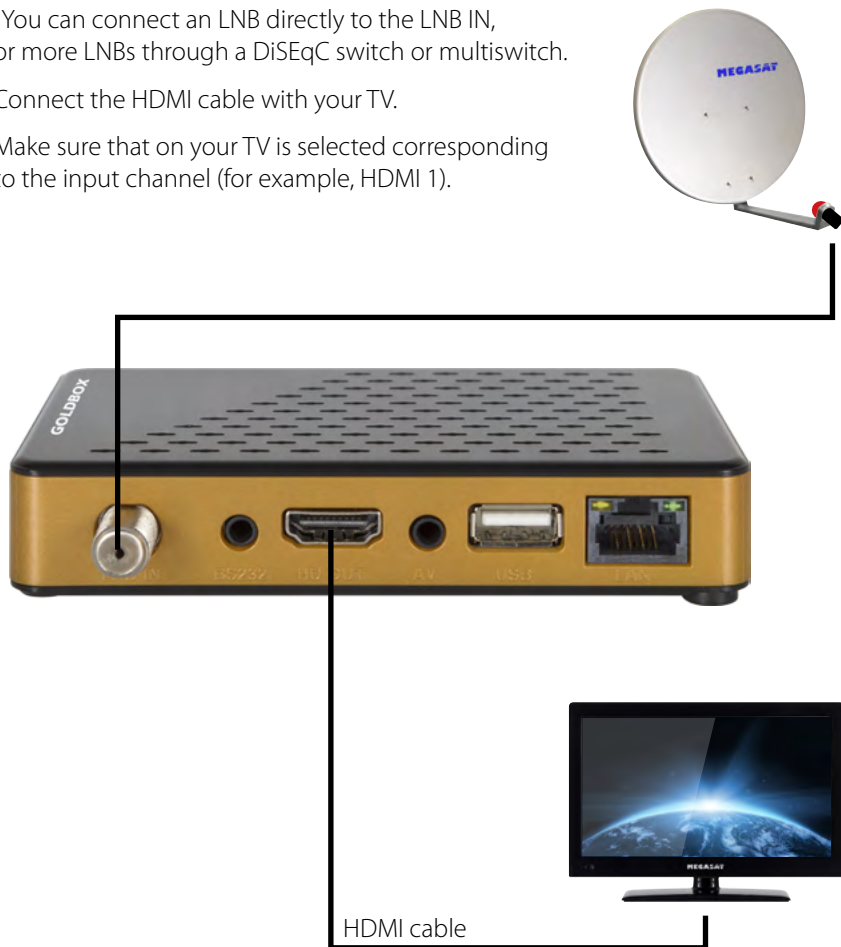 You can connect an LNB directly to the LNB IN,
or more LNBs through a DiSEqC switch or multiswitch.
Connect the HDMI cable with your TV.
Make sure that on your TV is selected corresponding
to the input channel (for example, HDMI 1).
MEGASAT
GOLDBOX
RS232
HD OUT
AV
USB
LAN
MEGASAT
HDMI cable